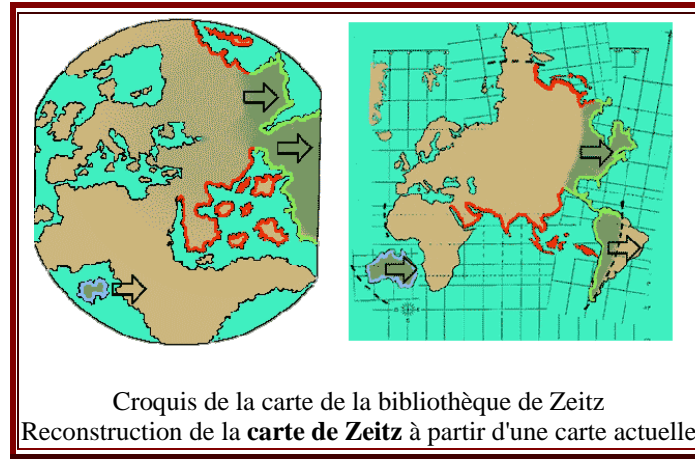 Croquis de la carte de la bibliothèque de Zeitz
Reconstruction de la carte de Zeitz à partir d'une carte actuelle